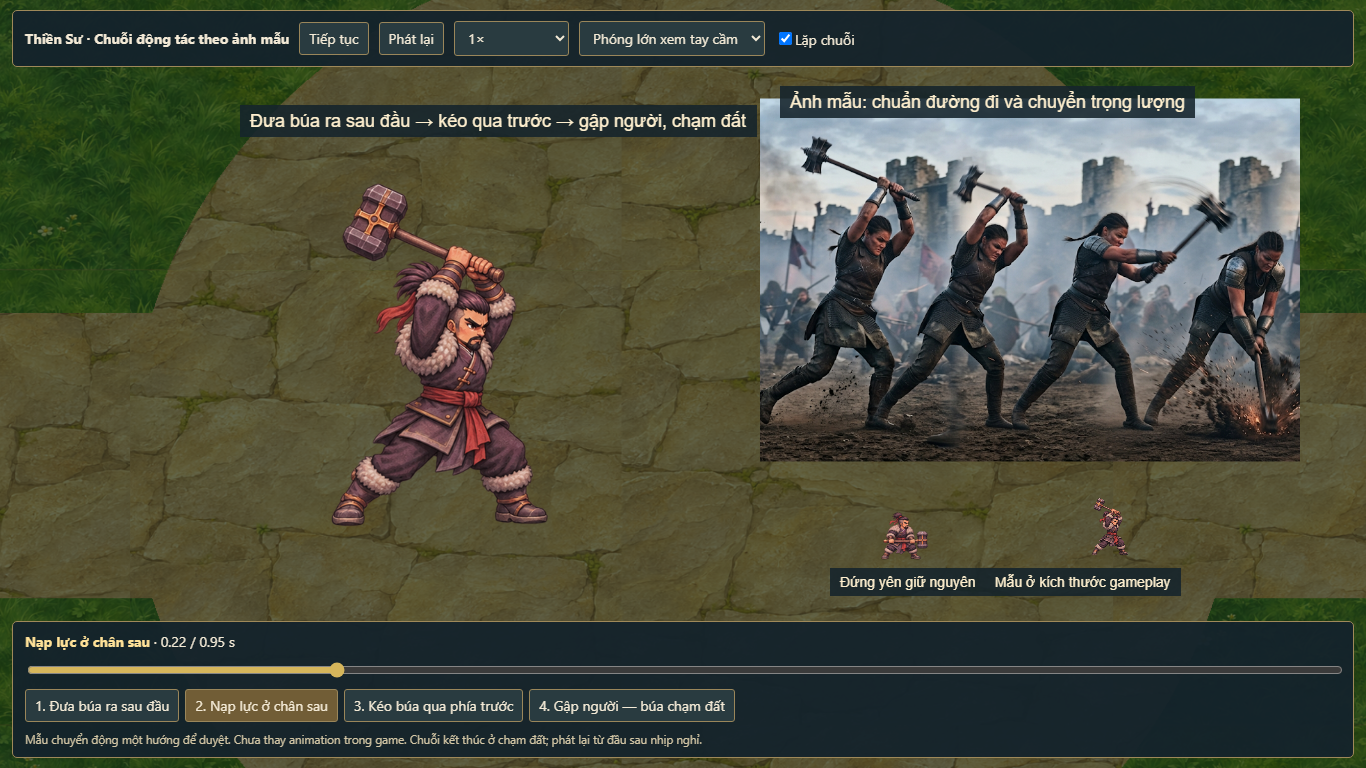 Thiền Sư · Chuỗi động tác theo ảnh mẫu
Tiếp tục
Phát lại
1×
Phóng lớn xem tay cầm
Lặp chuỗi
Đưa búa ra sau đầu → kéo qua trước → gập người, chạm đất
Ảnh mẫu: chuẩn đường đi và chuyển trọng lượng
Đứng yên giữ nguyên
Mẫu ở kích thước gameplay
Nạp lực ở chân sau · 0.22 / 0.95 s
1. Đưa búa ra sau đầu
2. Nạp lực ở chân sau
3. Kéo búa qua phía trước
4. Gập người — búa chạm đất
Mẫu chuyển động một hướng để duyệt. Chưa thay animation trong game. Chuỗi kết thúc ở chạm đất; phát lại từ đầu sau nhịp nghỉ.